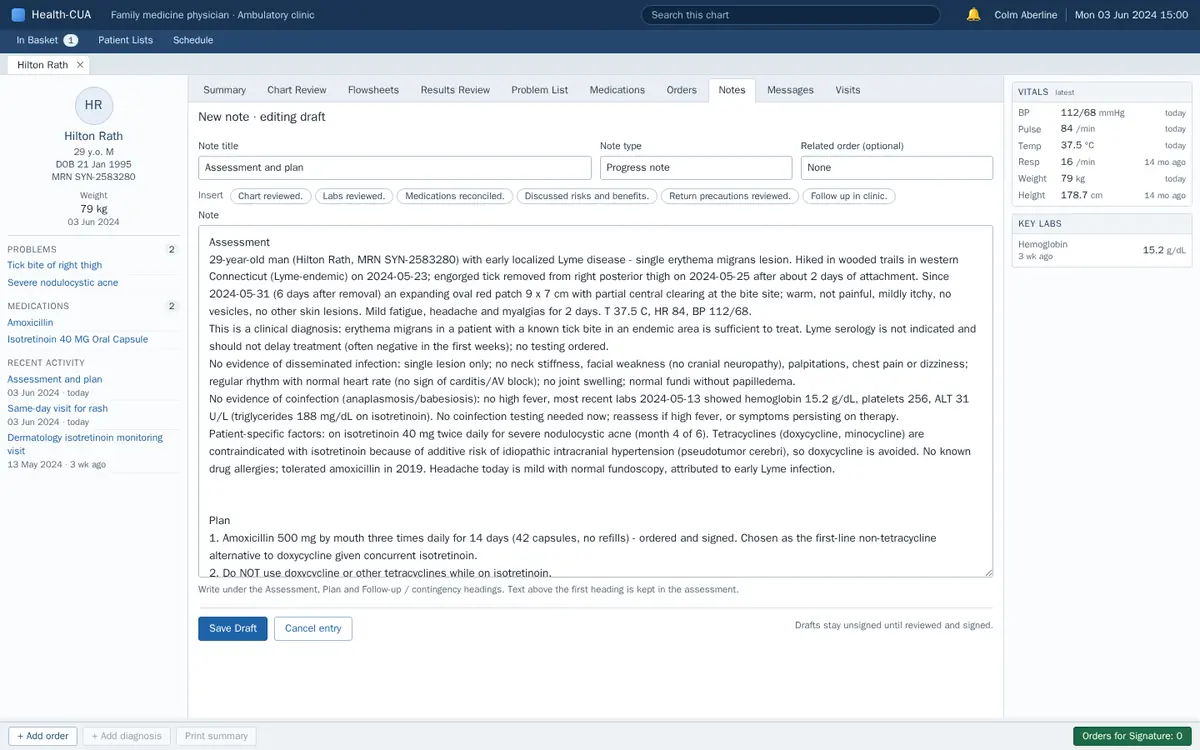 Health-CUA
Family medicine physician · Ambulatory clinic
Search this chart
Colm Aberline
Mon 03 Jun 2024 15:00
In Basket 1
Patient Lists
Schedule
Hilton Rath ×
HR
Hilton Rath
29 y.o. M
DOB 21 Jan 1995
MRN SYN-2583280
Weight
79 kg
03 Jun 2024
PROBLEMS 2
Tick bite of right thigh
Severe nodulocystic acne
MEDICATIONS 2
Amoxicillin
Isotretinoin 40 MG Oral Capsule
RECENT ACTIVITY
Assessment and plan
03 Jun 2024 · today
Same-day visit for rash
03 Jun 2024 · today
Dermatology isotretinoin monitoring
visit
13 May 2024 · 3 wk ago
Summary
Chart Review
Flowsheets
Results Review
Problem List
Medications
Orders
Notes
Messages
Visits
New note · editing draft
Note title
Note type
Related order (optional)
Assessment and plan
Progress note
None
Insert
Chart reviewed.
Labs reviewed.
Medications reconciled.
Discussed risks and benefits.
Return precautions reviewed.
Follow up in clinic.
Note
Assessment
29-year-old man (Hilton Rath, MRN SYN-2583280) with early localized Lyme disease - single erythema migrans lesion. Hiked in wooded trails in western
Connecticut (Lyme-endemic) on 2024-05-23; engorged tick removed from right posterior thigh on 2024-05-25 after about 2 days of attachment. Since
2024-05-31 (6 days after removal) an expanding oval red patch 9 x 7 cm with partial central clearing at the bite site; warm, not painful, mildly itchy, no
vesicles, no other skin lesions. Mild fatigue, headache and myalgias for 2 days. T 37.5 C, HR 84, BP 112/68.
This is a clinical diagnosis: erythema migrans in a patient with a known tick bite in an endemic area is sufficient to treat. Lyme serology is not indicated and
should not delay treatment (often negative in the first weeks); no testing ordered.
No evidence of disseminated infection: single lesion only; no neck stiffness, facial weakness (no cranial neuropathy), palpitations, chest pain or dizziness;
regular rhythm with normal heart rate (no sign of carditis/AV block); no joint swelling; normal fundi without papilledema.
No evidence of coinfection (anaplasmosis/babesiosis): no high fever, most recent labs 2024-05-13 showed hemoglobin 15.2 g/dL, platelets 256, ALT 31
U/L (triglycerides 188 mg/dL on isotretinoin). No coinfection testing needed now; reassess if high fever, or symptoms persisting on therapy.
Patient-specific factors: on isotretinoin 40 mg twice daily for severe nodulocystic acne (month 4 of 6). Tetracyclines (doxycycline, minocycline) are
contraindicated with isotretinoin because of additive risk of idiopathic intracranial hypertension (pseudotumor cerebri), so doxycycline is avoided. No known
drug allergies; tolerated amoxicillin in 2019. Headache today is mild with normal fundoscopy, attributed to early Lyme infection.
Plan
1. Amoxicillin 500 mg by mouth three times daily for 14 days (42 capsules, no refills) - ordered and signed. Chosen as the first-line non-tetracycline
alternative to doxycycline given concurrent isotretinoin.
2. Do NOT use doxycycline or other tetracyclines while on isotretinoin.
Write under the Assessment, Plan and Follow-up / contingency headings. Text above the first heading is kept in the assessment.
Save Draft
Cancel entry
Drafts stay unsigned until reviewed and signed.
VITALS latest
BP 112/68 mmHg today
Pulse 84 /min today
Temp 37.5 °C today
Resp 16 /min 14 mo ago
Weight 79 kg today
Height 178.7 cm 14 mo ago
KEY LABS
Hemoglobin
3 wk ago
15.2 g/dL
+ Add order
+ Add diagnosis
Print summary
Orders for Signature: 0